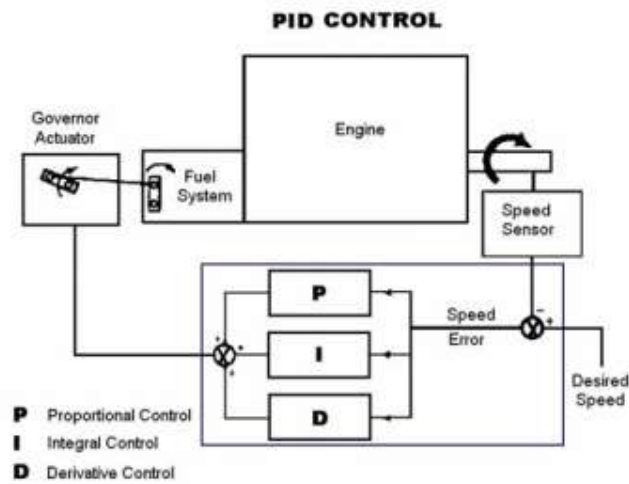 PID CONTROL
Governor
Actuator
Fuel
System
Engine
Speed
Sensor
P
I
D
Speed
Error
Desired
Speed
P Proportional Control
I Integral Control
D Derivative Control